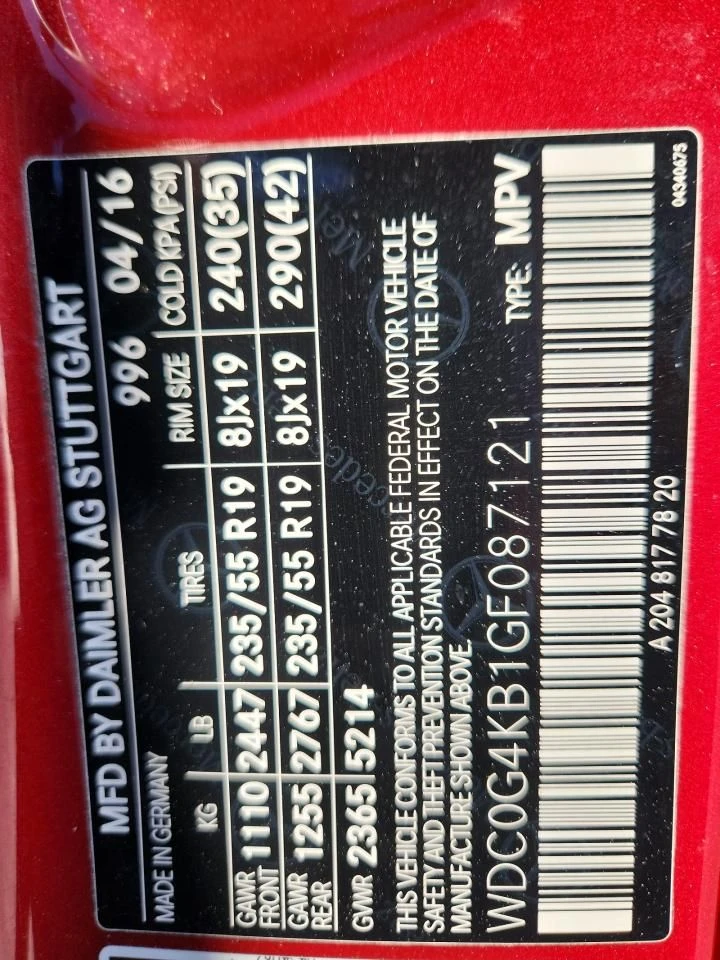 MFD BY DAIMLER AG STUTTGART
996 04/16
MADE IN GERMANY
KG LB TIRES RIM SIZE COLD KPA(PSI)
GAWR FRONT 1110 2447 235/55 R19 8Jx19 240(35)
GAWR REAR 1255 2767 235/55 R19 8Jx19 290(42)
GVWR 2365 5214
THIS VEHICLE CONFORMS TO ALL APPLICABLE FEDERAL MOTOR VEHICLE
SAFETY AND THEFT PREVENTION STANDARDS IN EFFECT ON THE DATE OF
MANUFACTURE SHOWN ABOVE.
WDC0G4KB1GF087121 TYPE: MPV
A 204 817 78 20
04340675